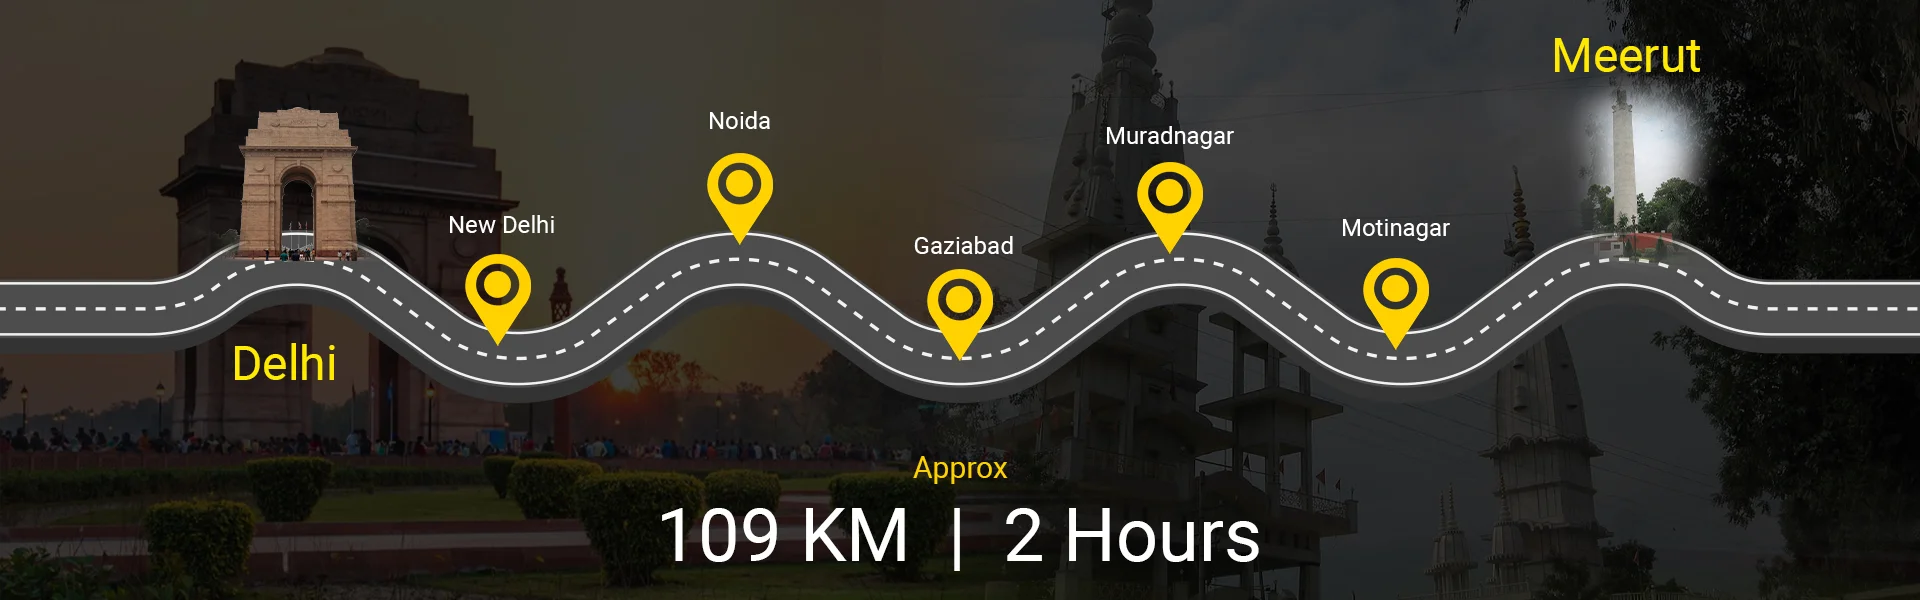 Meerut
Noida
Muradnagar
New Delhi
Motinagar
Gaziabad
Delhi
Approx
109 KM | 2 Hours